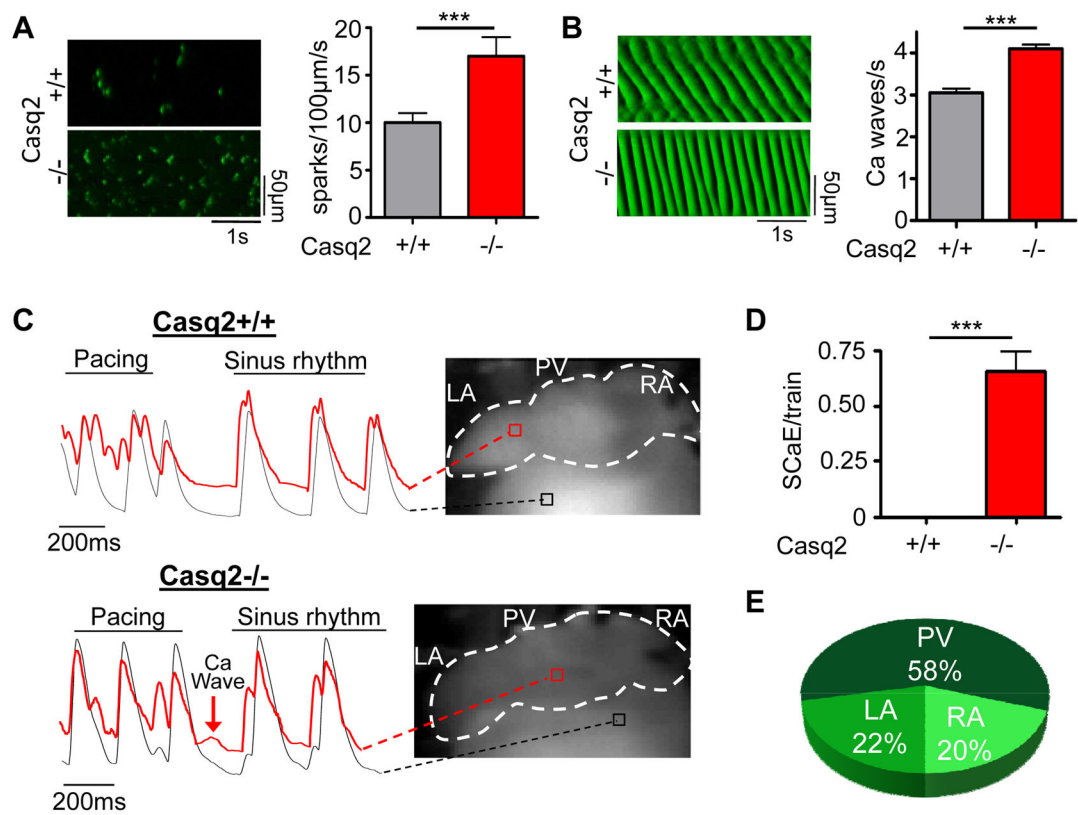 A
Casq2
+/+
-/-
50μm
1s
sparks/100μm/s
20
15
10
5
0
***
Casq2 +/+ -/-
B
Casq2
+/+
-/-
50μm
1s
Ca waves/s
4
3
2
1
0
***
Casq2 +/+ -/-
C
Casq2+/+
Pacing Sinus rhythm
200ms
LA PV RA
Casq2-/-
Pacing Sinus rhythm
Ca
Wave
200ms
LA PV RA
D
SCaE/train
0.75
0.50
0.25
0
***
Casq2 +/+ -/-
E
PV
58%
LA
22%
RA
20%